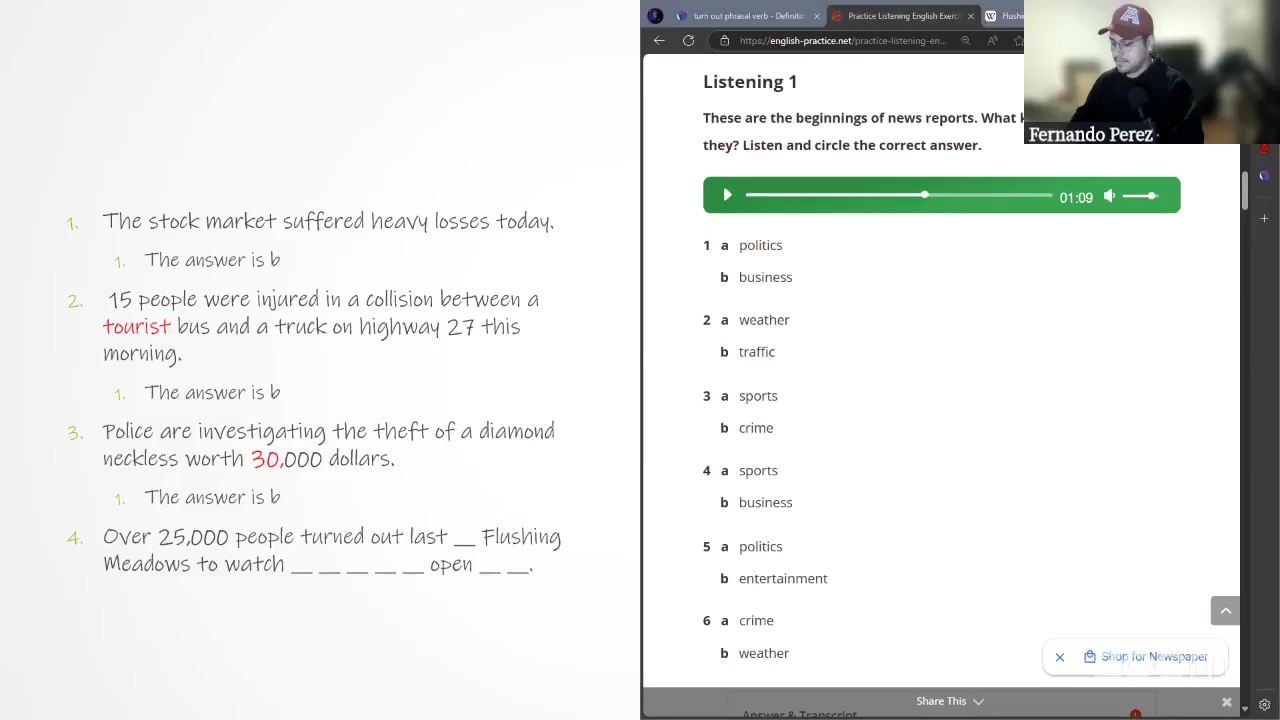 1. The stock market suffered heavy losses today.
1. The answer is b
2. 15 people were injured in a collision between a
tourist bus and a truck on highway 27 this
morning.
1. The answer is b
3. Police are investigating the theft of a diamond
neckless worth 30,000 dollars.
1. The answer is b
4. Over 25,000 people turned out last __ Flushing
Meadows to watch __ __ __ __ __ open __ __.
turn out phrasal verb - Definitio
Practice Listening English Exerc
W Flushi
https://english-practice.net/practice-listening-en...
Listening 1
These are the beginnings of news reports. What
they? Listen and circle the correct answer.
01:09
1 a politics
b business
2 a weather
b traffic
3 a sports
b crime
4 a sports
b business
5 a politics
b entertainment
6 a crime
b weather
Shop for Newspaper
Share This
Answer & Transcript
A
Fernando Perez